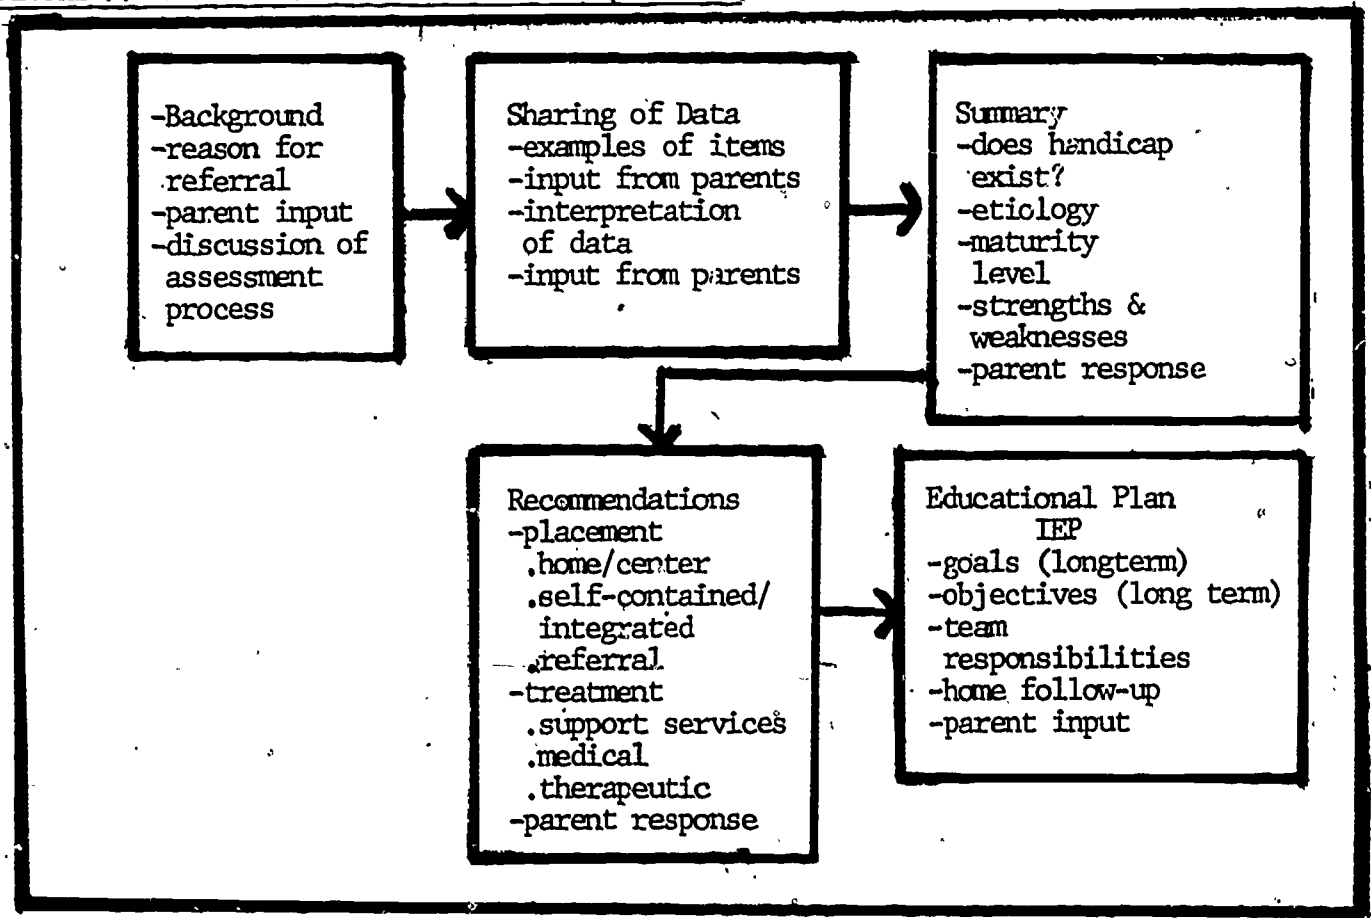 -Background
-reason for
referral
-parent input
-discussion of
assessment
process
Sharing of Data
-examples of items
-input from parents
-interpretation
of data
-input from parents
Summary
-does handicap
exist?
-etiology
-maturity
level
-strengths &
weaknesses
-parent response
Recommendations
-placement
.home/center
.self-contained/
integrated
.referral
-treatment
.support services
.medical
.therapeutic
-parent response
Educational Plan
IEP
-goals (longterm)
-objectives (long term)
-team
responsibilities
-home follow-up
-parent input